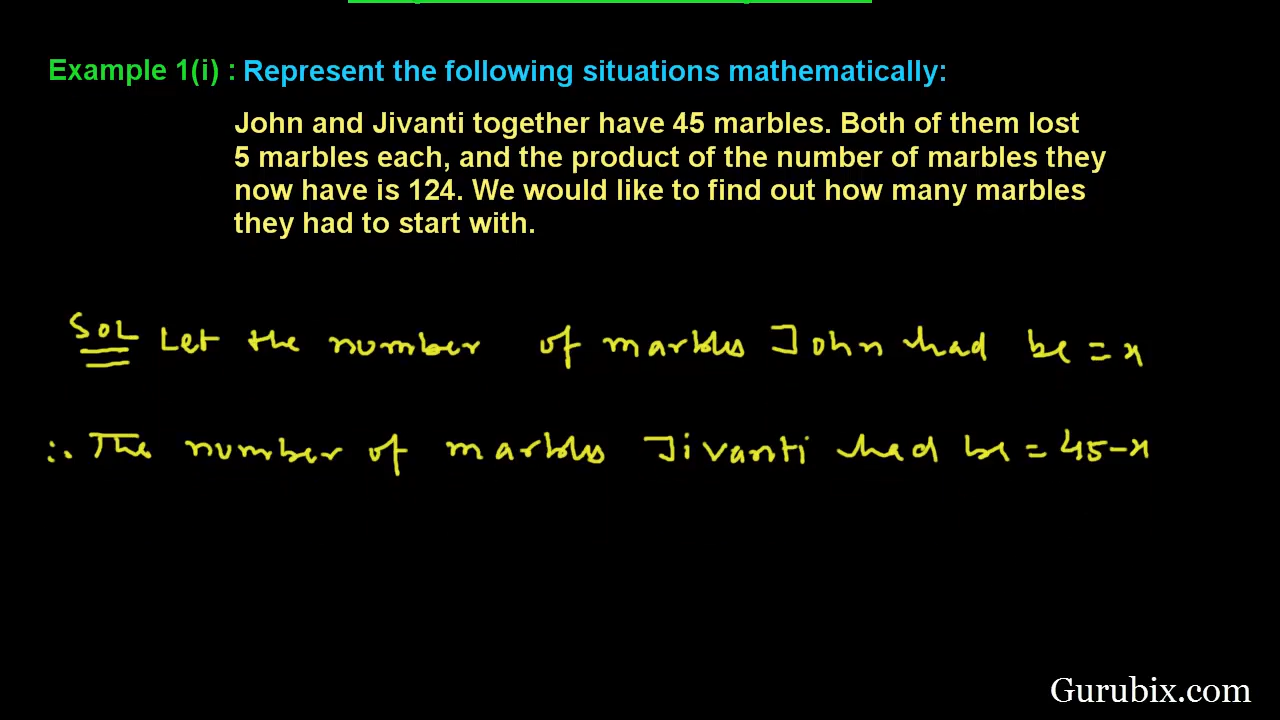 Example 1(i) : Represent the following situations mathematically:
John and Jivanti together have 45 marbles. Both of them lost
5 marbles each, and the product of the number of marbles they
now have is 124. We would like to find out how many marbles
they had to start with.
SOL Let the number of marbles John had be = x
∴ The number of marbles Jivanti had be = 45-x
Gurubix.com